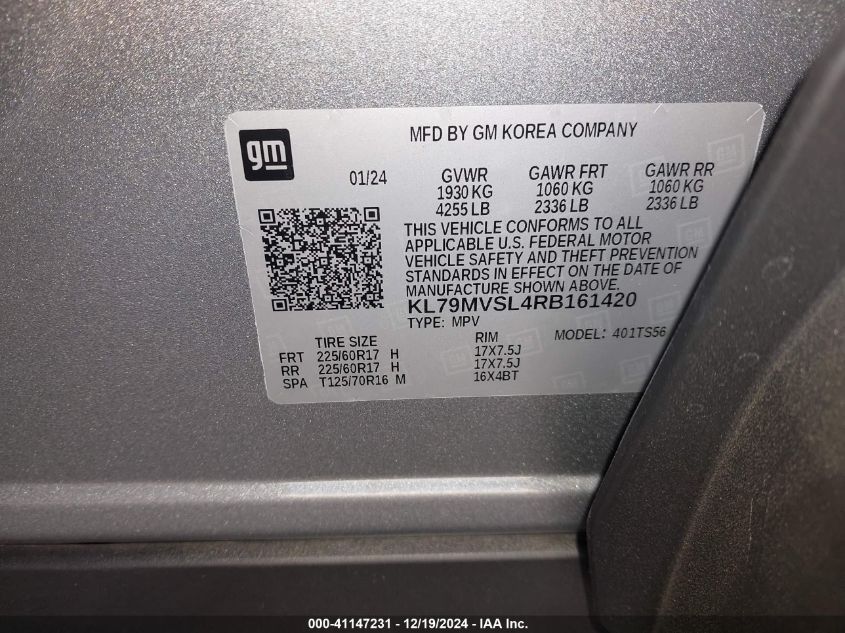 gm
MFD BY GM KOREA COMPANY
01/24
GVWR
1930 KG
4255 LB
GAWR FRT
1060 KG
2336 LB
GAWR RR
1060 KG
2336 LB
THIS VEHICLE CONFORMS TO ALL
APPLICABLE U.S. FEDERAL MOTOR
VEHICLE SAFETY AND THEFT PREVENTION
STANDARDS IN EFFECT ON THE DATE OF
MANUFACTURE SHOWN ABOVE.
KL79MVSL4RB161420
TYPE: MPV
MODEL: 401TS56
TIRE SIZE RIM
FRT 225/60R17 H 17X7.5J
RR 225/60R17 H 17X7.5J
SPA T125/70R16 M 16X4BT
000-41147231 - 12/19/2024 - IAA Inc.